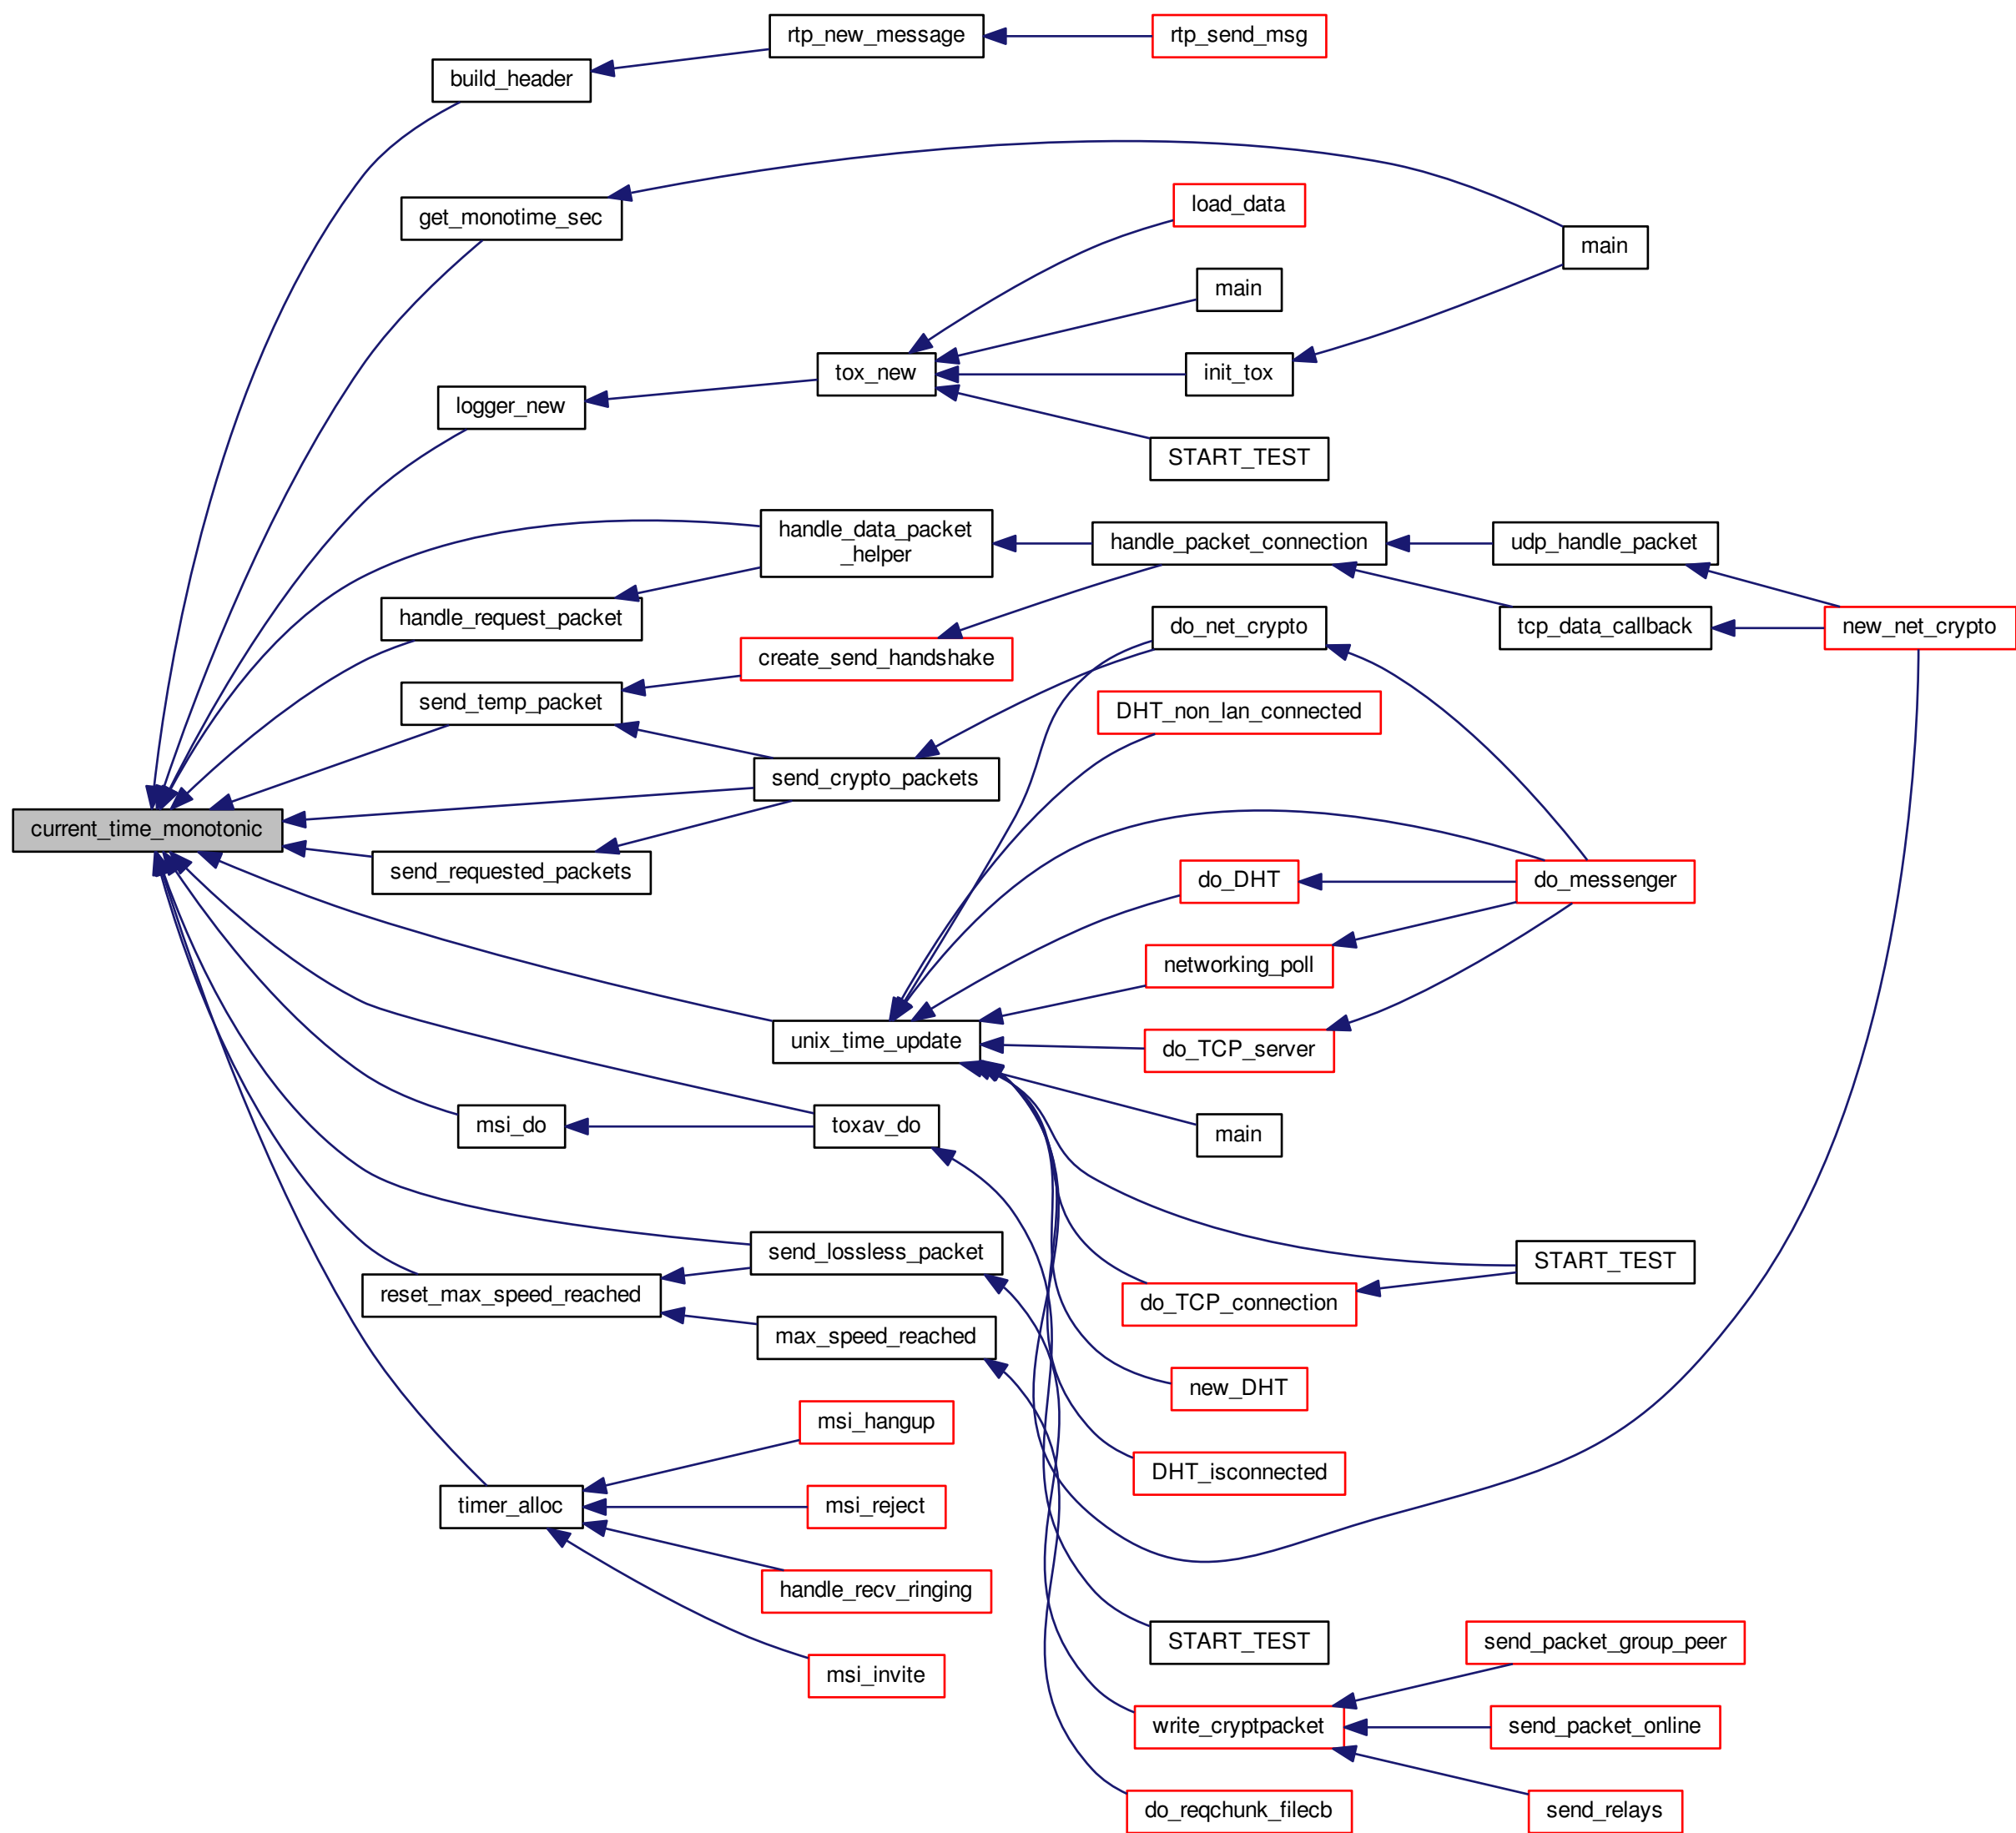 rtp_new_message
rtp_send_msg
build_header
load_data
get_monotime_sec
main
main
tox_new
init_tox
logger_new
START_TEST
handle_data_packet
_helper
handle_packet_connection
udp_handle_packet
handle_request_packet
do_net_crypto
tcp_data_callback
new_net_crypto
create_send_handshake
send_temp_packet
DHT_non_lan_connected
send_crypto_packets
current_time_monotonic
send_requested_packets
do_DHT
do_messenger
networking_poll
unix_time_update
do_TCP_server
msi_do
toxav_do
main
send_lossless_packet
START_TEST
reset_max_speed_reached
do_TCP_connection
max_speed_reached
new_DHT
msi_hangup
DHT_isconnected
timer_alloc
msi_reject
handle_recv_ringing
START_TEST
send_packet_group_peer
msi_invite
write_cryptpacket
send_packet_online
do_reqchunk_filecb
send_relays